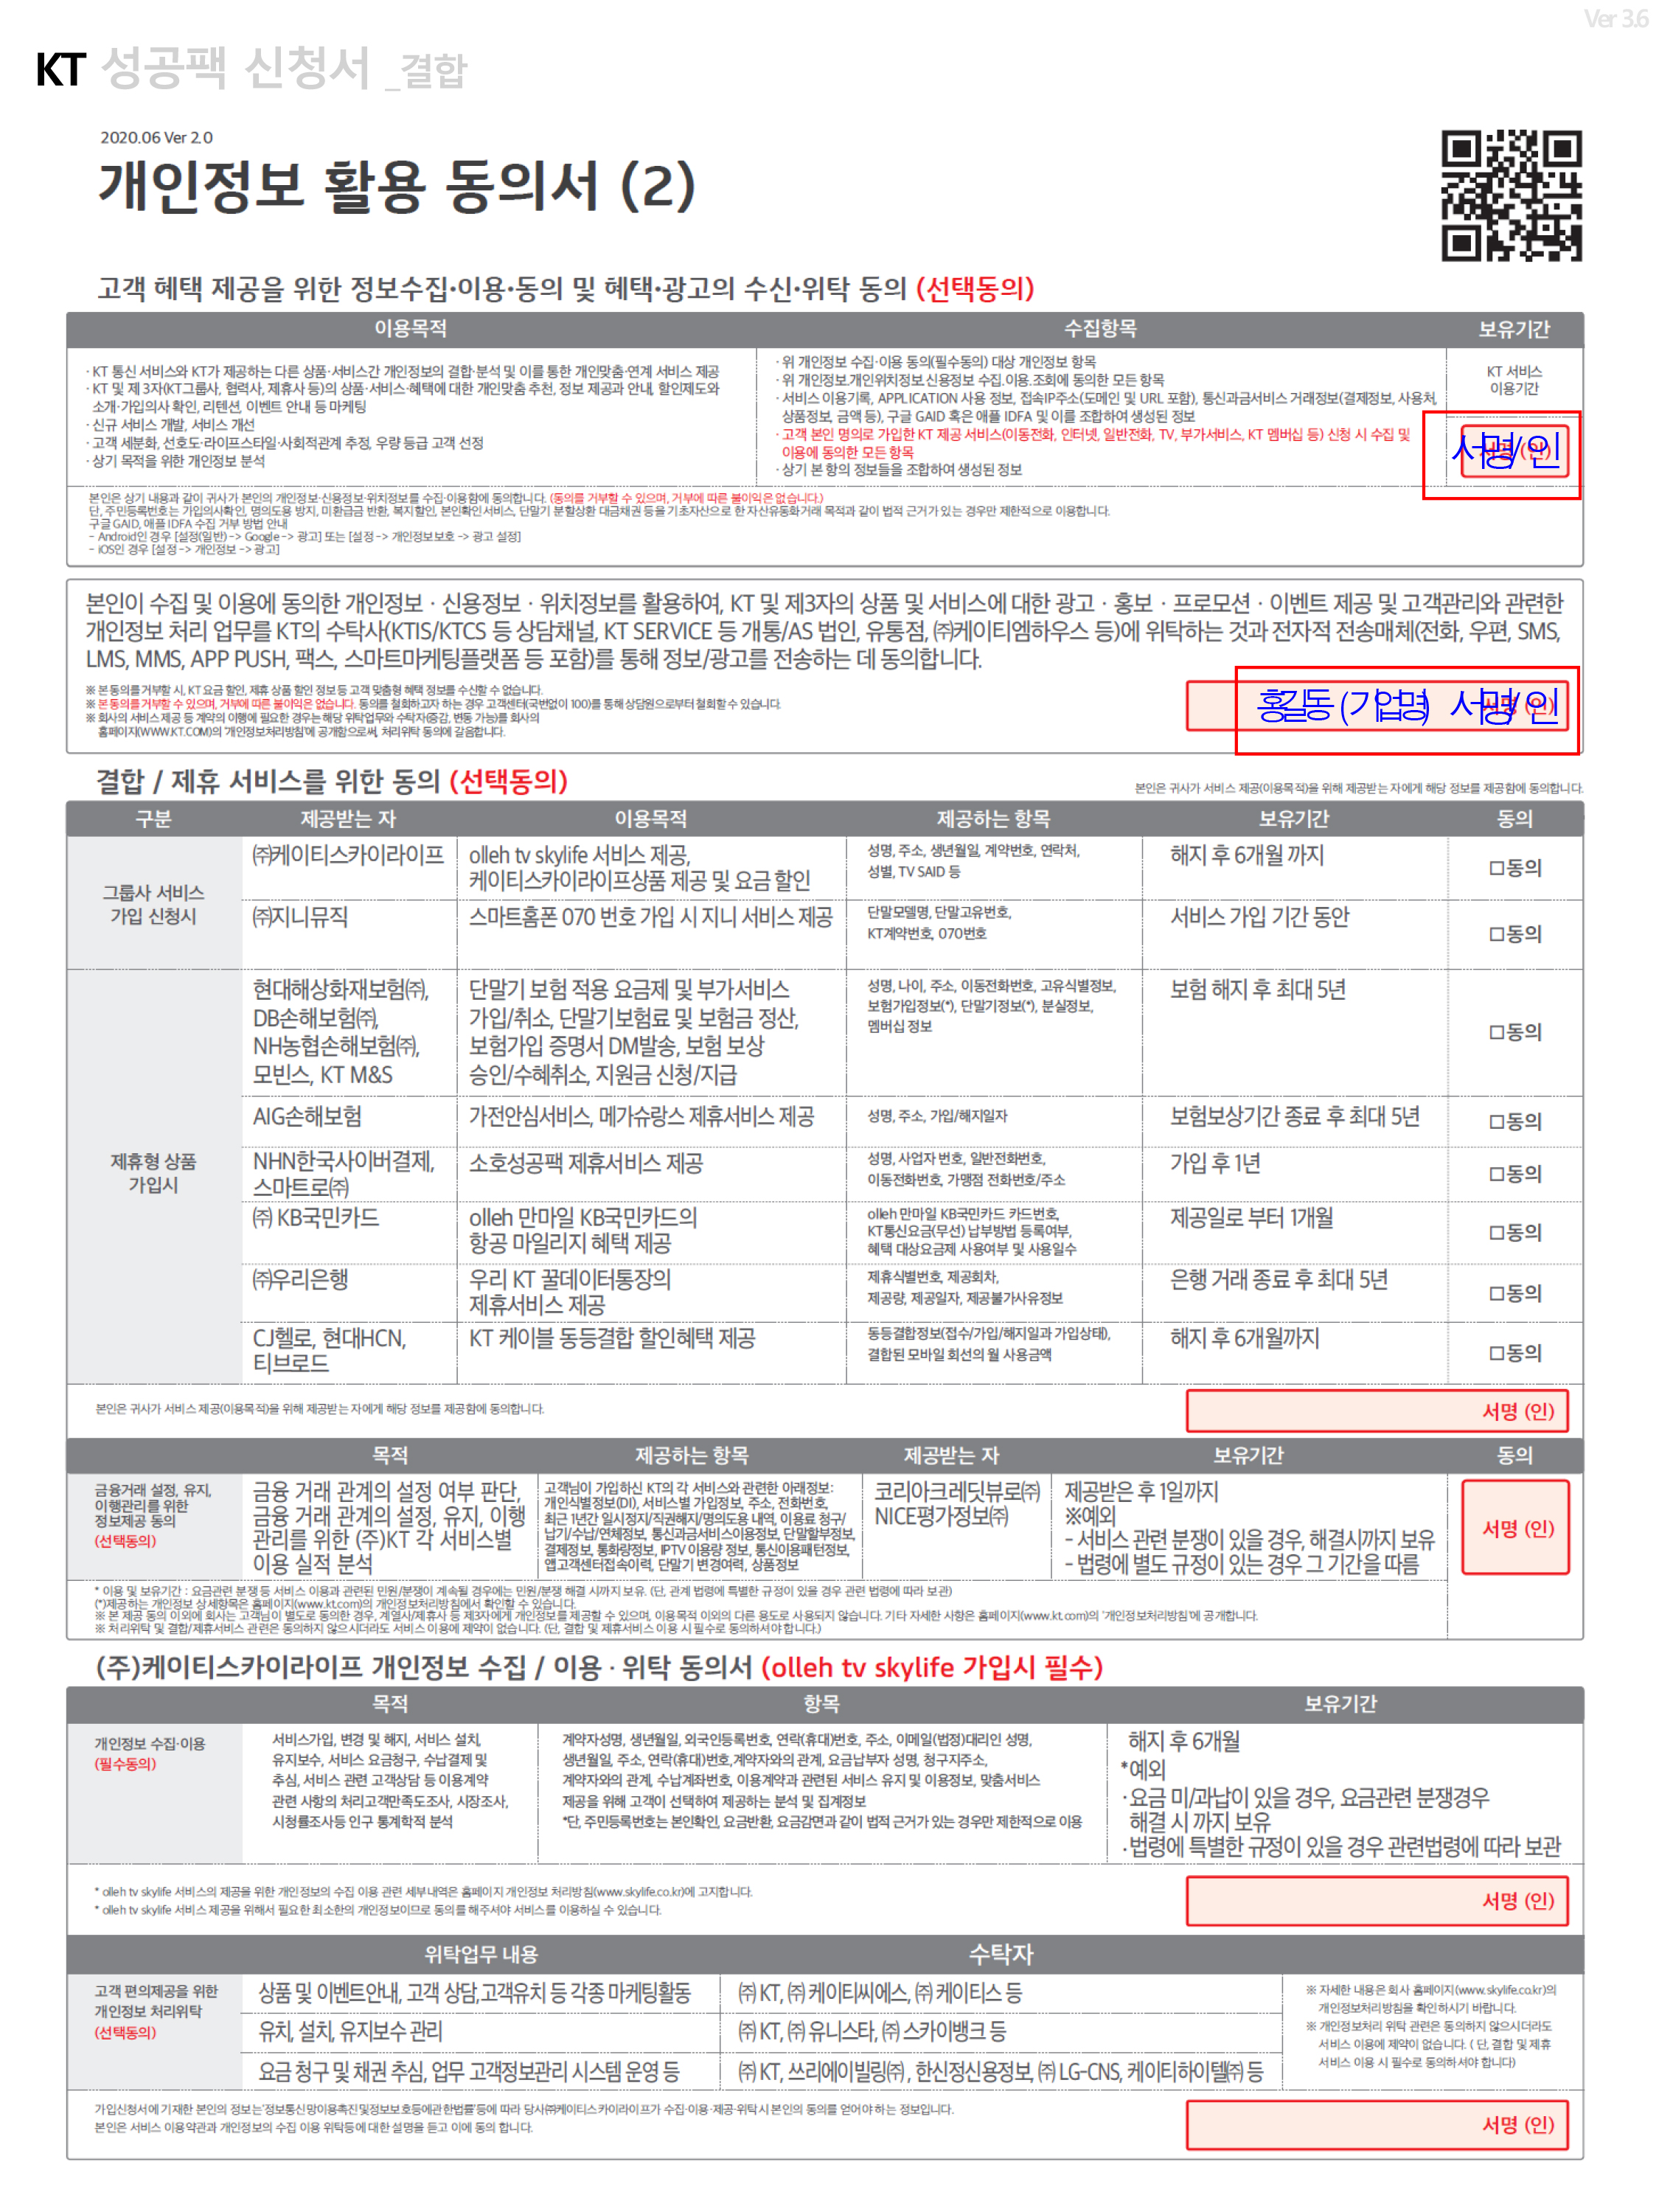 Ver 3.6
KT 성공팩 신청서 _결합
2020.06 Ver 2.0
개인정보 활용 동의서 (2)
고객 혜택 제공을 위한 정보수집•이용•동의 및 혜택•광고의 수신•위탁 동의 (선택동의)
이용목적 수집항목 보유기간
· KT 통신 서비스와 KT가 제공하는 다른 상품·서비스간 개인정보의 결합·분석 및 이를 통한 개인맞춤·연계 서비스 제공
· KT 및 제 3자(KT그룹사, 협력사, 제휴사 등)의 상품·서비스·혜택에 대한 개인맞춤 추천, 정보 제공과 안내, 할인제도와
소개·가입의사 확인, 리텐션, 이벤트 안내 등 마케팅
· 신규 서비스 개발, 서비스 개선
· 고객 세분화, 선호도·라이프스타일·사회적관계 추정, 우량 등급 고객 선정
· 상기 목적을 위한 개인정보 분석
· 위 개인정보 수집·이용 동의(필수동의) 대상 개인정보 항목
· 위 개인정보.개인위치정보.신용정보 수집.이용.조회에 동의한 모든 항목
· 서비스 이용기록, APPLICATION 사용 정보, 접속IP주소(도메인 및 URL 포함), 통신과금서비스 거래정보(결제정보, 사용처,
상품정보, 금액 등), 구글 GAID 혹은 애플 IDFA 및 이를 조합하여 생성된 정보
· 고객 본인 명의로 가입한 KT 제공 서비스(이동전화, 인터넷, 일반전화, TV, 부가서비스, KT 멤버십 등) 신청 시 수집 및
이용에 동의한 모든 항목
· 상기 본 항의 정보들을 조합하여 생성된 정보
KT 서비스
이용기간
서명 (인)
서명/인
본인은 상기 내용과 같이 귀사가 본인의 개인정보·신용정보·위치정보를 수집·이용함에 동의합니다. (동의를 거부할 수 있으며, 거부에 따른 불이익은 없습니다.)
단, 주민등록번호는 가입의사확인, 명의도용 방지, 미환급금 반환, 복지할인, 본인확인서비스, 단말기 분할상환 대금채권 등을 기초자산으로 한 자산유동화거래 목적과 같이 법적 근거가 있는 경우만 제한적으로 이용합니다.
구글 GAID, 애플 IDFA 수집 거부 방법 안내
- Android인 경우 [설정(일반) -> Google -> 광고] 또는 [설정 -> 개인정보보호 -> 광고 설정]
- iOS인 경우 [설정 -> 개인정보 -> 광고]
본인이 수집 및 이용에 동의한 개인정보 · 신용정보 · 위치정보를 활용하여, KT 및 제3자의 상품 및 서비스에 대한 광고 · 홍보 · 프로모션 · 이벤트 제공 및 고객관리와 관련한
개인정보 처리 업무를 KT의 수탁사(KTIS/KTCS 등 상담채널, KT SERVICE 등 개통/AS 법인, 유통점, ㈜케이티엠하우스 등)에 위탁하는 것과 전자적 전송매체(전화, 우편, SMS,
LMS, MMS, APP PUSH, 팩스, 스마트마케팅플랫폼 등 포함)를 통해 정보/광고를 전송하는 데 동의합니다.
※ 본 동의를 거부할 시, KT 요금 할인, 제휴 상품 할인 정보 등 고객 맞춤형 혜택 정보를 수신할 수 없습니다.
※ 본 동의를 거부할 수 있으며, 거부에 따른 불이익은 없습니다. 동의를 철회하고자 하는 경우 고객센터(국번없이 100)를 통해 상담원으로부터 철회할 수 있습니다.
※ 회사의 서비스 제공 등 계약의 이행에 필요한 경우는 해당 위탁업무와 수탁자(증감, 변동 가능)를 회사의
홈페이지(WWW.KT.COM)의 '개인정보처리방침'에 공개함으로써, 처리위탁 동의에 갈음합니다.
서명 (인)
홍길동 (기업명) 서명/인
결합 / 제휴 서비스를 위한 동의 (선택동의)
본인은 귀사가 서비스 제공(이용목적)을 위해 제공받는 자에게 해당 정보를 제공함에 동의합니다.
구분 제공받는 자 이용목적 제공하는 항목 보유기간 동의
그룹사 서비스
가입 신청시
㈜케이티스카이라이프
olleh tv skylife 서비스 제공,
케이티스카이라이프상품 제공 및 요금 할인
성명, 주소, 생년월일, 계약번호, 연락처,
성별, TV SAID 등
해지 후 6개월 까지
☐동의
㈜지니뮤직
스마트홈폰 070 번호 가입 시 지니 서비스 제공
단말모델명, 단말고유번호,
KT계약번호, 070번호
서비스 가입 기간 동안
☐동의
제휴형 상품
가입시
현대해상화재보험㈜,
DB손해보험㈜,
NH농협손해보험㈜,
모빈스, KT M&S
단말기 보험 적용 요금제 및 부가서비스
가입/취소, 단말기보험료 및 보험금 정산,
보험가입 증명서 DM발송, 보험 보상
승인/수혜취소, 지원금 신청/지급
성명, 나이, 주소, 이동전화번호, 고유식별정보,
보험가입정보(*), 단말기정보(*), 분실정보,
멤버십 정보
보험 해지 후 최대 5년
☐동의
AIG손해보험
가전안심서비스, 메가슈랑스 제휴서비스 제공
성명, 주소, 가입/해지일자
보험보상기간 종료 후 최대 5년
☐동의
NHN한국사이버결제,
스마트로㈜
소호성공팩 제휴서비스 제공
성명, 사업자 번호, 일반전화번호,
이동전화번호, 가맹점 전화번호/주소
가입 후 1년
☐동의
㈜ KB국민카드
olleh 만마일 KB국민카드의
항공 마일리지 혜택 제공
olleh 만마일 KB국민카드 카드번호,
KT통신요금(무선) 납부방법 등록여부,
혜택 대상요금제 사용여부 및 사용일수
제공일로 부터 1개월
☐동의
㈜우리은행
우리 KT 꿀데이터통장의
제휴서비스 제공
제휴식별번호, 제공회차,
제공량, 제공일자, 제공불가사유정보
은행 거래 종료 후 최대 5년
☐동의
CJ헬로, 현대HCN,
티브로드
KT 케이블 동등결합 할인혜택 제공
동등결합정보(접수/가입/해지일과 가입상태),
결합된 모바일 회선의 월 사용금액
해지 후 6개월까지
☐동의
본인은 귀사가 서비스 제공(이용목적)을 위해 제공받는 자에게 해당 정보를 제공함에 동의합니다.
서명 (인)
목적 제공하는 항목 제공받는 자 보유기간 동의
금융거래 설정, 유지,
이행관리를 위한
정보제공 동의
(선택동의)
금융 거래 관계의 설정 여부 판단,
금융 거래 관계의 설정, 유지, 이행
관리를 위한 (주)KT 각 서비스별
이용 실적 분석
고객님이 가입하신 KT의 각 서비스와 관련한 아래정보:
개인식별정보(DI), 서비스별 가입정보, 주소, 전화번호,
최근 1년간 일시정지/직권해지/명의도용 내역, 이용료 청구/
납기/수납/연체정보, 통신과금서비스이용정보, 단말할부정보,
결제정보, 통화량정보, IPTV 이용량 정보, 통신이용패턴정보,
앱고객센터접속이력, 단말기 변경여력, 상품정보
코리아크레딧뷰로㈜
NICE평가정보㈜
제공받은 후 1일까지
※예외
- 서비스 관련 분쟁이 있을 경우, 해결시까지 보유
- 법령에 별도 규정이 있는 경우 그 기간을 따름
서명 (인)
* 이용 및 보유기간 : 요금관련 분쟁 등 서비스 이용과 관련된 민원/분쟁이 계속될 경우에는 민원/분쟁 해결 시까지 보유. (단, 관계 법령에 특별한 규정이 있을 경우 관련 법령에 따라 보관)
(*)제공하는 개인정보 상세항목은 홈페이지(www.kt.com)의 개인정보처리방침에서 확인할 수 있습니다.
※ 본 제공 동의 이외에 회사는 고객님이 별도로 동의한 경우, 계열사/제휴사 등 제3자에게 개인정보를 제공할 수 있으며, 이용목적 이외의 다른 용도로 사용되지 않습니다. 기타 자세한 사항은 홈페이지(www.kt.com)의 '개인정보처리방침'에 공개합니다.
※ 처리위탁 및 결합/제휴서비스 관련은 동의하지 않으시더라도 서비스 이용에 제약이 없습니다. (단, 결합 및 제휴서비스 이용 시 필수로 동의하셔야 합니다.)
(주)케이티스카이라이프 개인정보 수집 / 이용 · 위탁 동의서 (olleh tv skylife 가입시 필수)
목적 항목 보유기간
개인정보 수집·이용
(필수동의)
서비스가입, 변경 및 해지, 서비스 설치,
유지보수, 서비스 요금청구, 수납결제 및
추심, 서비스 관련 고객상담 등 이용계약
관련 사항의 처리고객만족도조사, 시장조사,
시청률조사등 인구 통계학적 분석
계약자성명, 생년월일, 외국인등록번호, 연락(휴대)번호, 주소, 이메일(법정)대리인 성명,
생년월일, 주소, 연락(휴대)번호,계약자와의 관계, 요금납부자 성명, 청구지주소,
계약자와의 관계, 수납계좌번호, 이용계약과 관련된 서비스 유지 및 이용정보, 맞춤서비스
제공을 위해 고객이 선택하여 제공하는 분석 및 집계정보
*단, 주민등록번호는 본인확인, 요금반환, 요금감면과 같이 법적 근거가 있는 경우만 제한적으로 이용
해지 후 6개월
*예외
·요금 미/과납이 있을 경우, 요금관련 분쟁경우
해결 시 까지 보유
·법령에 특별한 규정이 있을 경우 관련법령에 따라 보관
* olleh tv skylife 서비스의 제공을 위한 개인정보의 수집 이용 관련 세부내역은 홈페이지 개인정보 처리방침(www.skylife.co.kr)에 고지합니다.
* olleh tv skylife 서비스 제공을 위해서 필요한 최소한의 개인정보이므로 동의를 해주셔야 서비스를 이용하실 수 있습니다.
서명 (인)
위탁업무 내용 수탁자
고객 편의제공을 위한
개인정보 처리위탁
(선택동의)
상품 및 이벤트안내, 고객 상담,고객유치 등 각종 마케팅활동
㈜ KT, ㈜ 케이티씨에스, ㈜ 케이티스 등
유치, 설치, 유지보수 관리
㈜ KT, ㈜ 유니스타, ㈜ 스카이뱅크 등
요금 청구 및 채권 추심, 업무 고객정보관리 시스템 운영 등
㈜ KT, 쓰리에이빌링㈜, 한신정신용정보, ㈜ LG-CNS, 케이티하이텔㈜ 등
※ 자세한 내용은 회사 홈페이지(www.skylife.co.kr)의
개인정보처리방침을 확인하시기 바랍니다.
※ 개인정보처리 위탁 관련은 동의하지 않으시더라도
서비스 이용에 제약이 없습니다. ( 단, 결합 및 제휴
서비스 이용 시 필수로 동의하셔야 합니다)
가입신청서에 기재한 본인의 정보는'정보통신망이용촉진및정보보호등에관한법률'등에 따라 당사㈜케이티스카이라이프가 수집·이용·제공·위탁 시 본인의 동의를 얻어야 하는 정보입니다.
본인은 서비스 이용약관과 개인정보의 수집 이용 위탁등에 대한 설명을 듣고 이에 동의 합니다.
서명 (인)